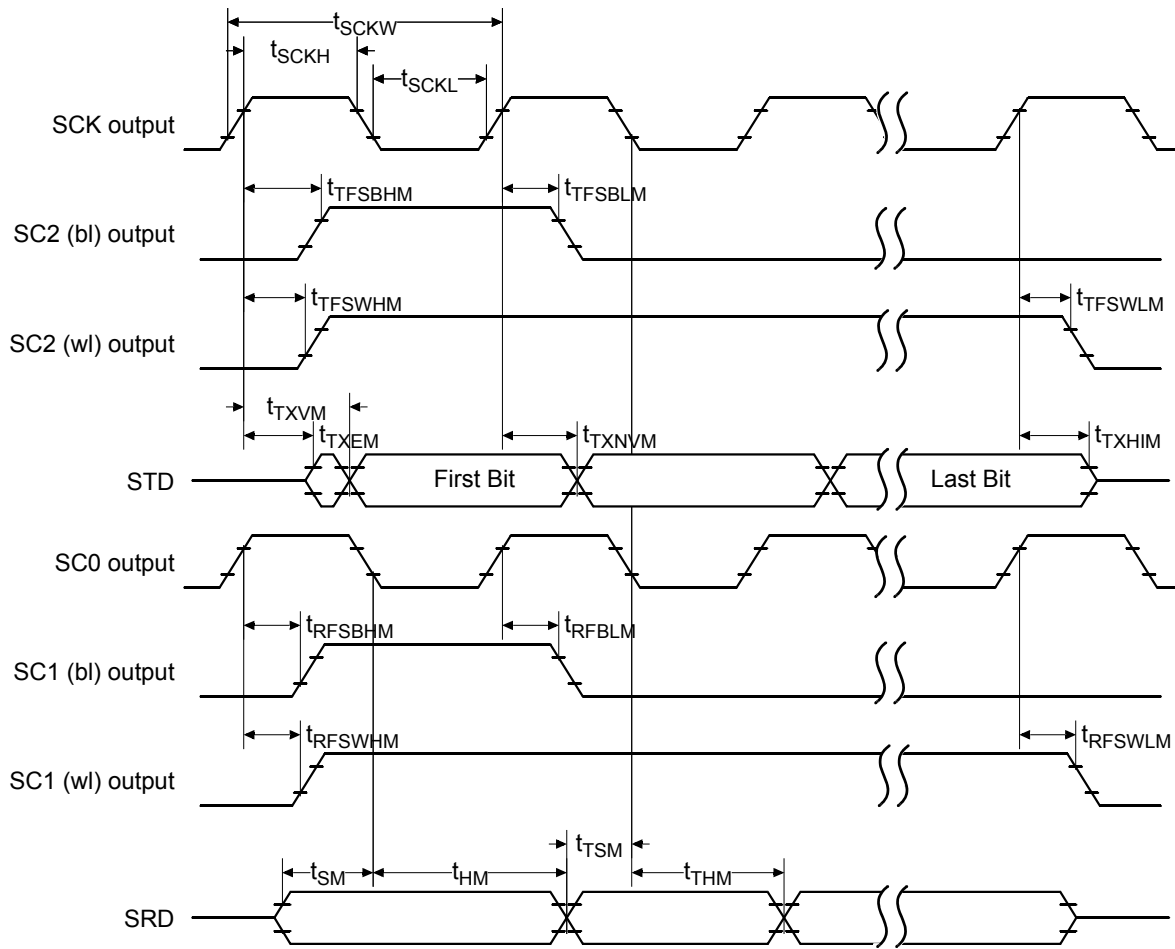 tSCKW
tSCKH
tSCKL
SCK output
tTFSBHM
tTFSBLM
SC2 (bl) output
tTFSWHM
tTFSWLM
SC2 (wl) output
tTXVM
tTXEM
tTXNVM
tTXHIM
STD
First Bit
Last Bit
SC0 output
tRFSBHM
tRFBLM
SC1 (bl) output
tRFSWHM
tRFSWLM
SC1 (wl) output
tTSM
tSM
tHM
tTHM
SRD